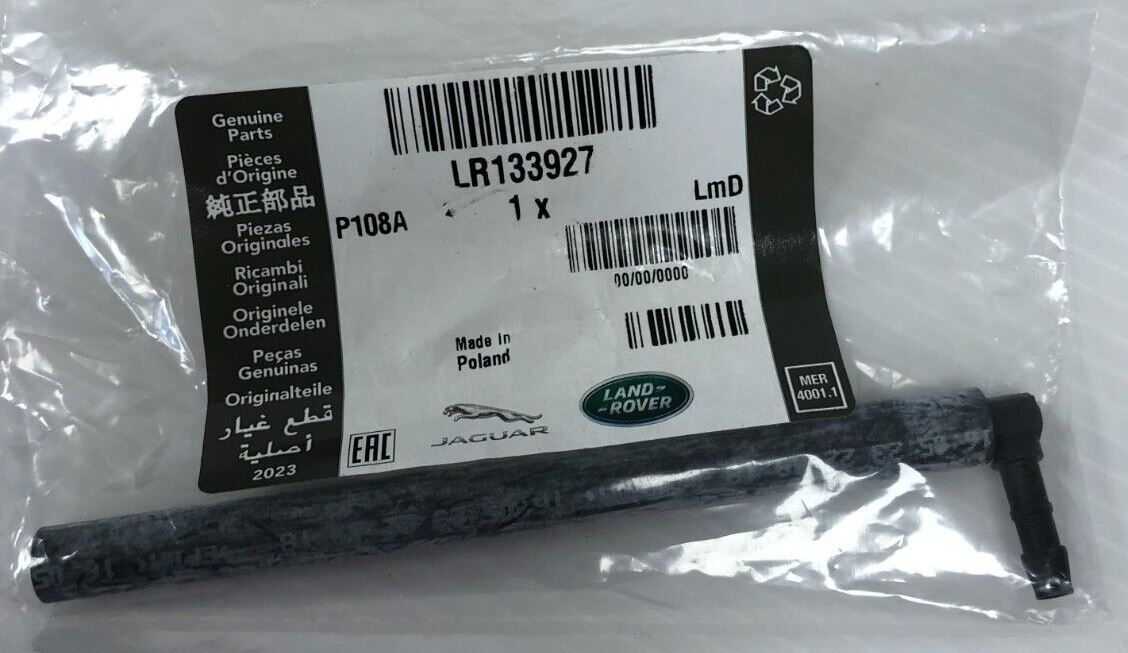 Genuine
Parts
Pièces
d'Origine
純正部品
Piezas
Originales
Ricambi
Originali
Originele
Onderdelen
Peças
Genuinas
Originalteile
قطع غيار
أصلية
2023
LR133927
1 x
P108A
LmD
00/00/0000
Made in
Poland
EAC
JAGUAR
LAND-
-ROVER
MER
4001.1